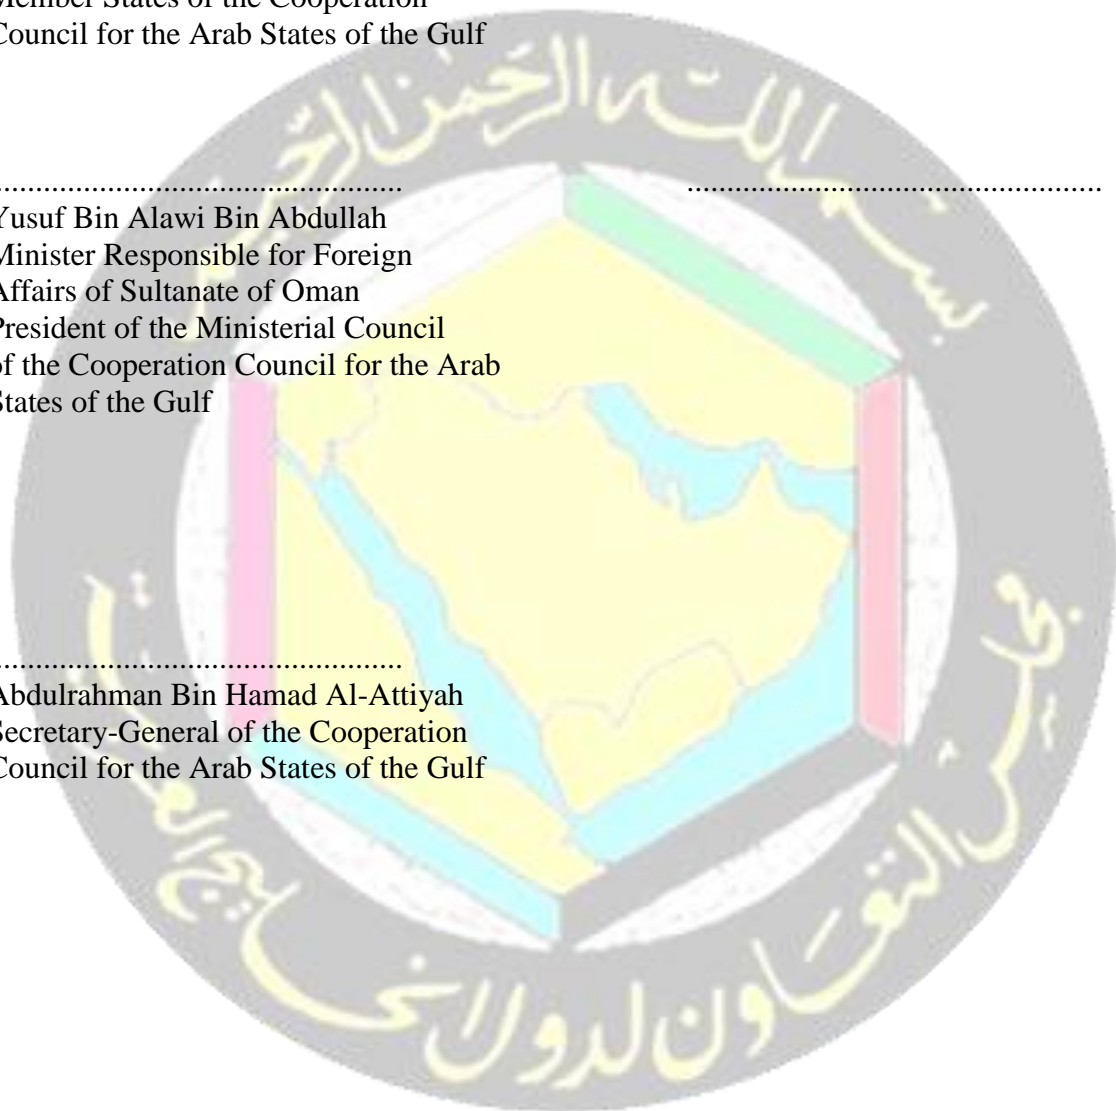 Member States of the Cooperation
Council for the Arab States of the Gulf
بسم الله الرحمن الرحيم
.....................................................
.....................................................
Yusuf Bin Alawi Bin Abdullah
Minister Responsible for Foreign
Affairs of Sultanate of Oman
President of the Ministerial Council
of the Cooperation Council for the Arab
States of the Gulf
.....................................................
Abdulrahman Bin Hamad Al-Attiyah
Secretary-General of the Cooperation
Council for the Arab States of the Gulf
مجلس التعاون لدول الخليج العربية